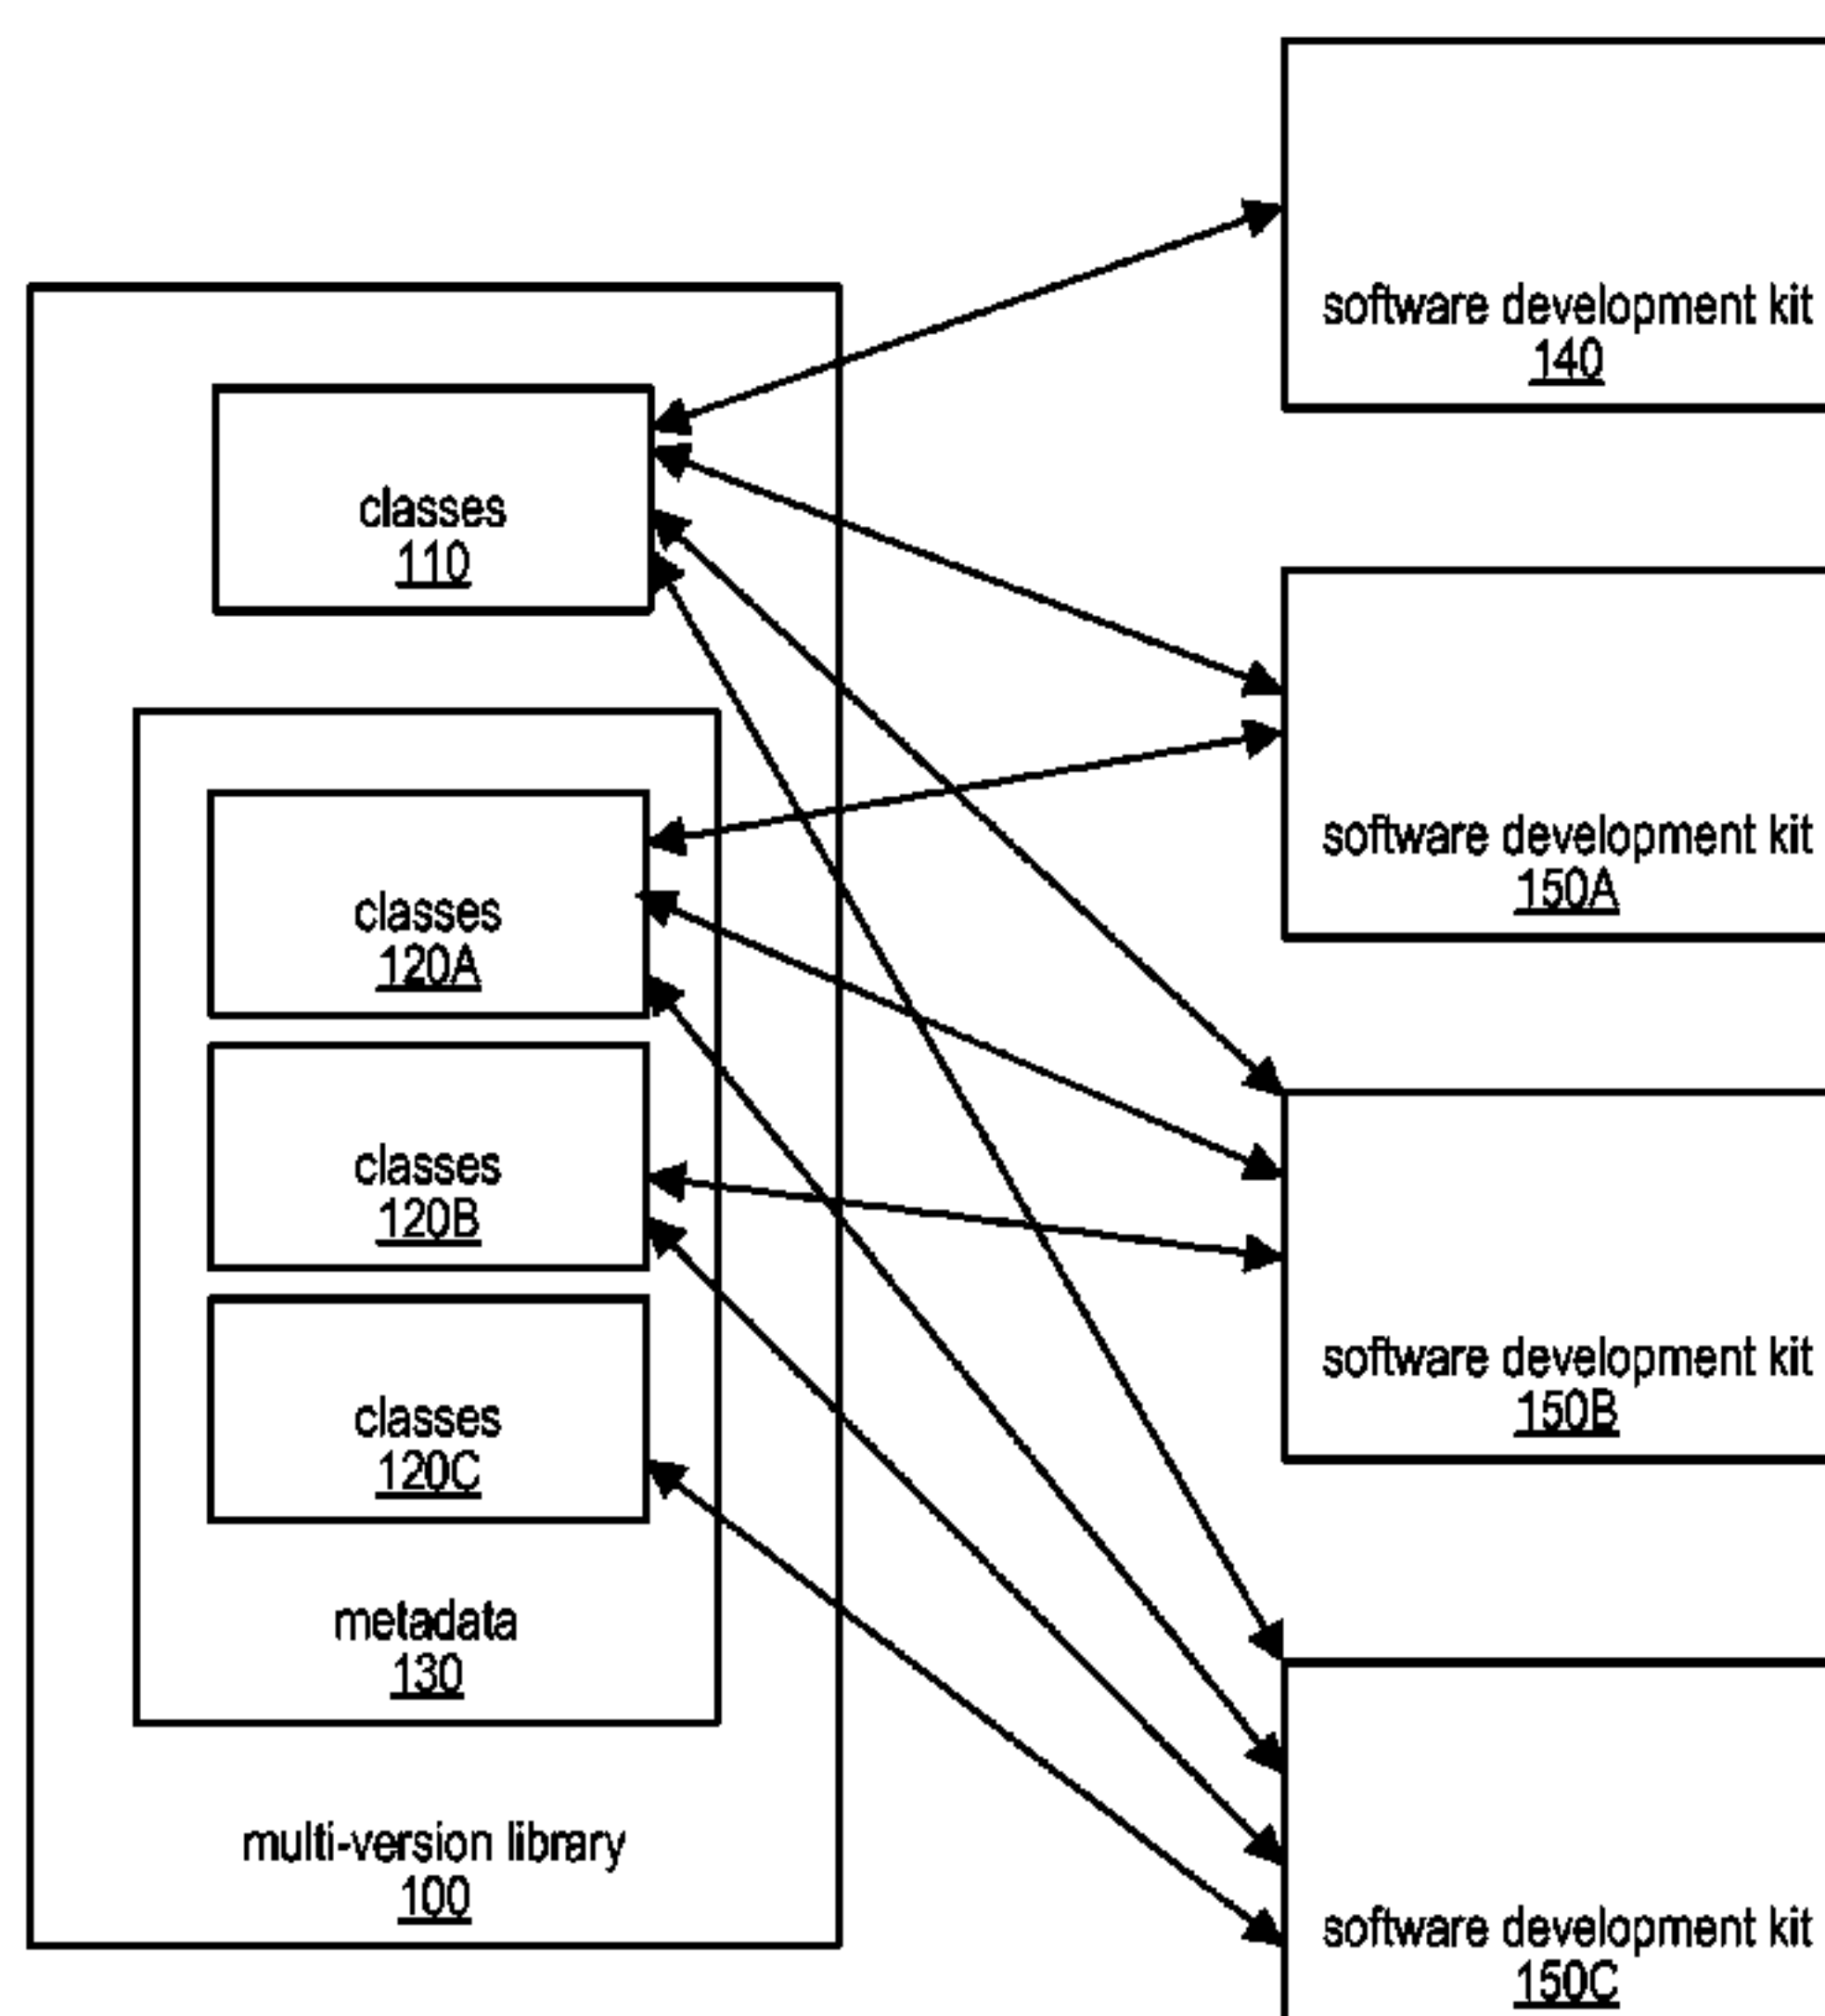 software development kit
140
classes
110
software development kit
150A
classes
120A
classes
120B
software development kit
150B
classes
120C
metadata
130
multi-version library
100
software development kit
150C